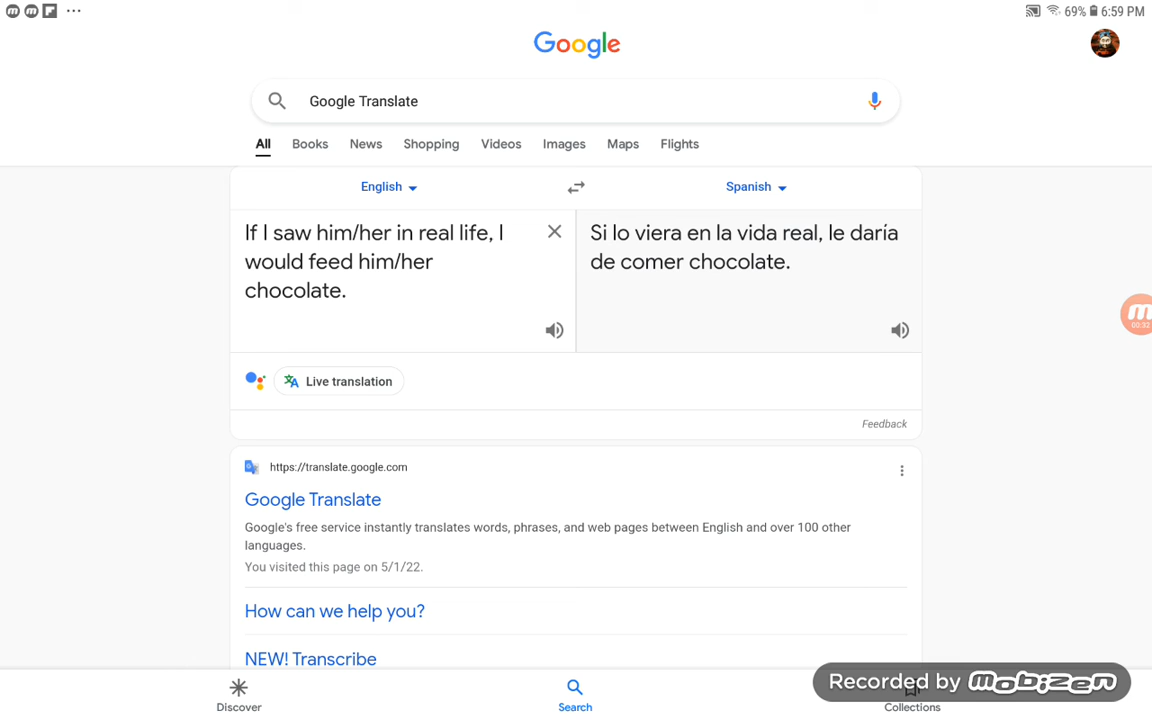 69% 6:59 PM
Google
Google Translate
All Books News Shopping Videos Images Maps Flights
English Spanish
If I saw him/her in real life, I
would feed him/her
chocolate.
Si lo viera en la vida real, le daría
de comer chocolate.
00:32
Live translation
Feedback
https://translate.google.com
Google Translate
Google's free service instantly translates words, phrases, and web pages between English and over 100 other
languages.
You visited this page on 5/1/22.
How can we help you?
NEW! Transcribe
Recorded by mobizen
Discover Search Collections